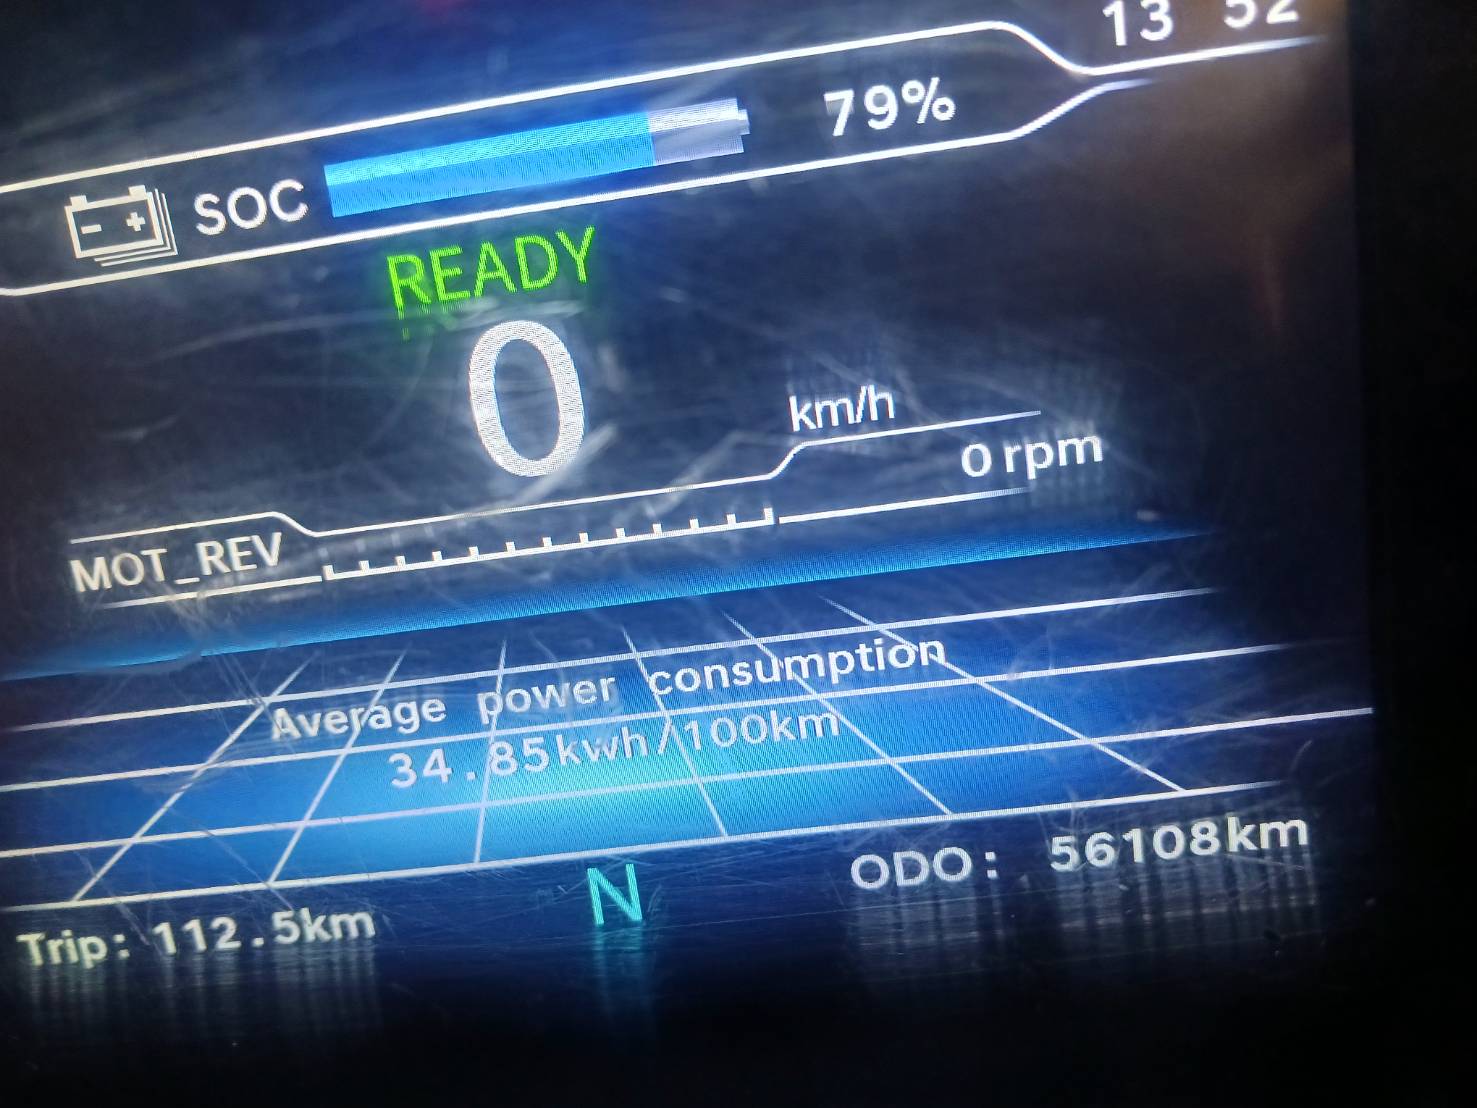 13 52
SOC 79%
READY
0 km/h
0 rpm
MOT_REV
Average power consumption
34.85kwh/100km
N
ODO: 56108km
Trip: 112.5km